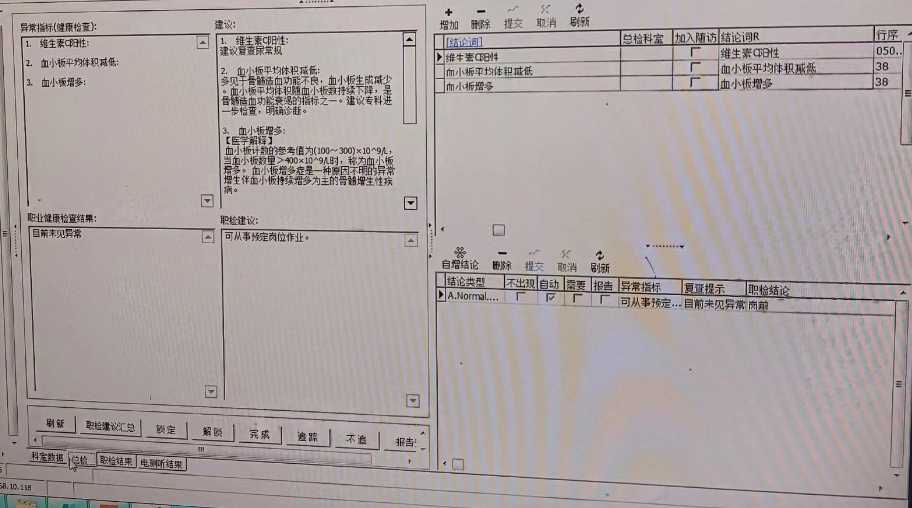 异常指标(健康检查):
1. 维生素C阳性:
2. 血小板平均体积减低:
3. 血小板增多:
建议:
1. 维生素C阳性:
建议复查尿常规
2. 血小板平均体积减低:
多见于骨髓造血功能不良，血小板生成减少
。血小板平均体积随血小板数持续下降，是
骨髓造血功能衰竭的指标之一。建议专科进
一步检查，明确诊断。
3. 血小板增多:
【医学解释】
血小板计数的参考值为(100～300)×10^9/L，
当血小板数量＞400×10^9/L时，称为血小板
增多。血小板增多症是一种原因不明的异常
增生伴血小板持续增多为主的骨髓增生性疾
病。
职业健康检查结果:
目前未见异常
职检建议:
可从事预定岗位作业。
刷新 职检建议汇总 锁定 解锁 完成 追踪 不追 报告
科室数据 总检 职检结果 电测听结果
58.10.118
增加 删除 提交 取消 刷新
[结论词] 总检科室 加入随访 结论词R 行序
维生素C阳性 维生素C阳性 050..
血小板平均体积减低 血小板平均体积减低 38
血小板增多 血小板增多 38
自增结论 删除 提交 取消 刷新
结论类型 不出现 自动 需要 报告 异常指标 复查提示 职检结论
A.Normal.... 可从事预定... 目前未见异常 岗前